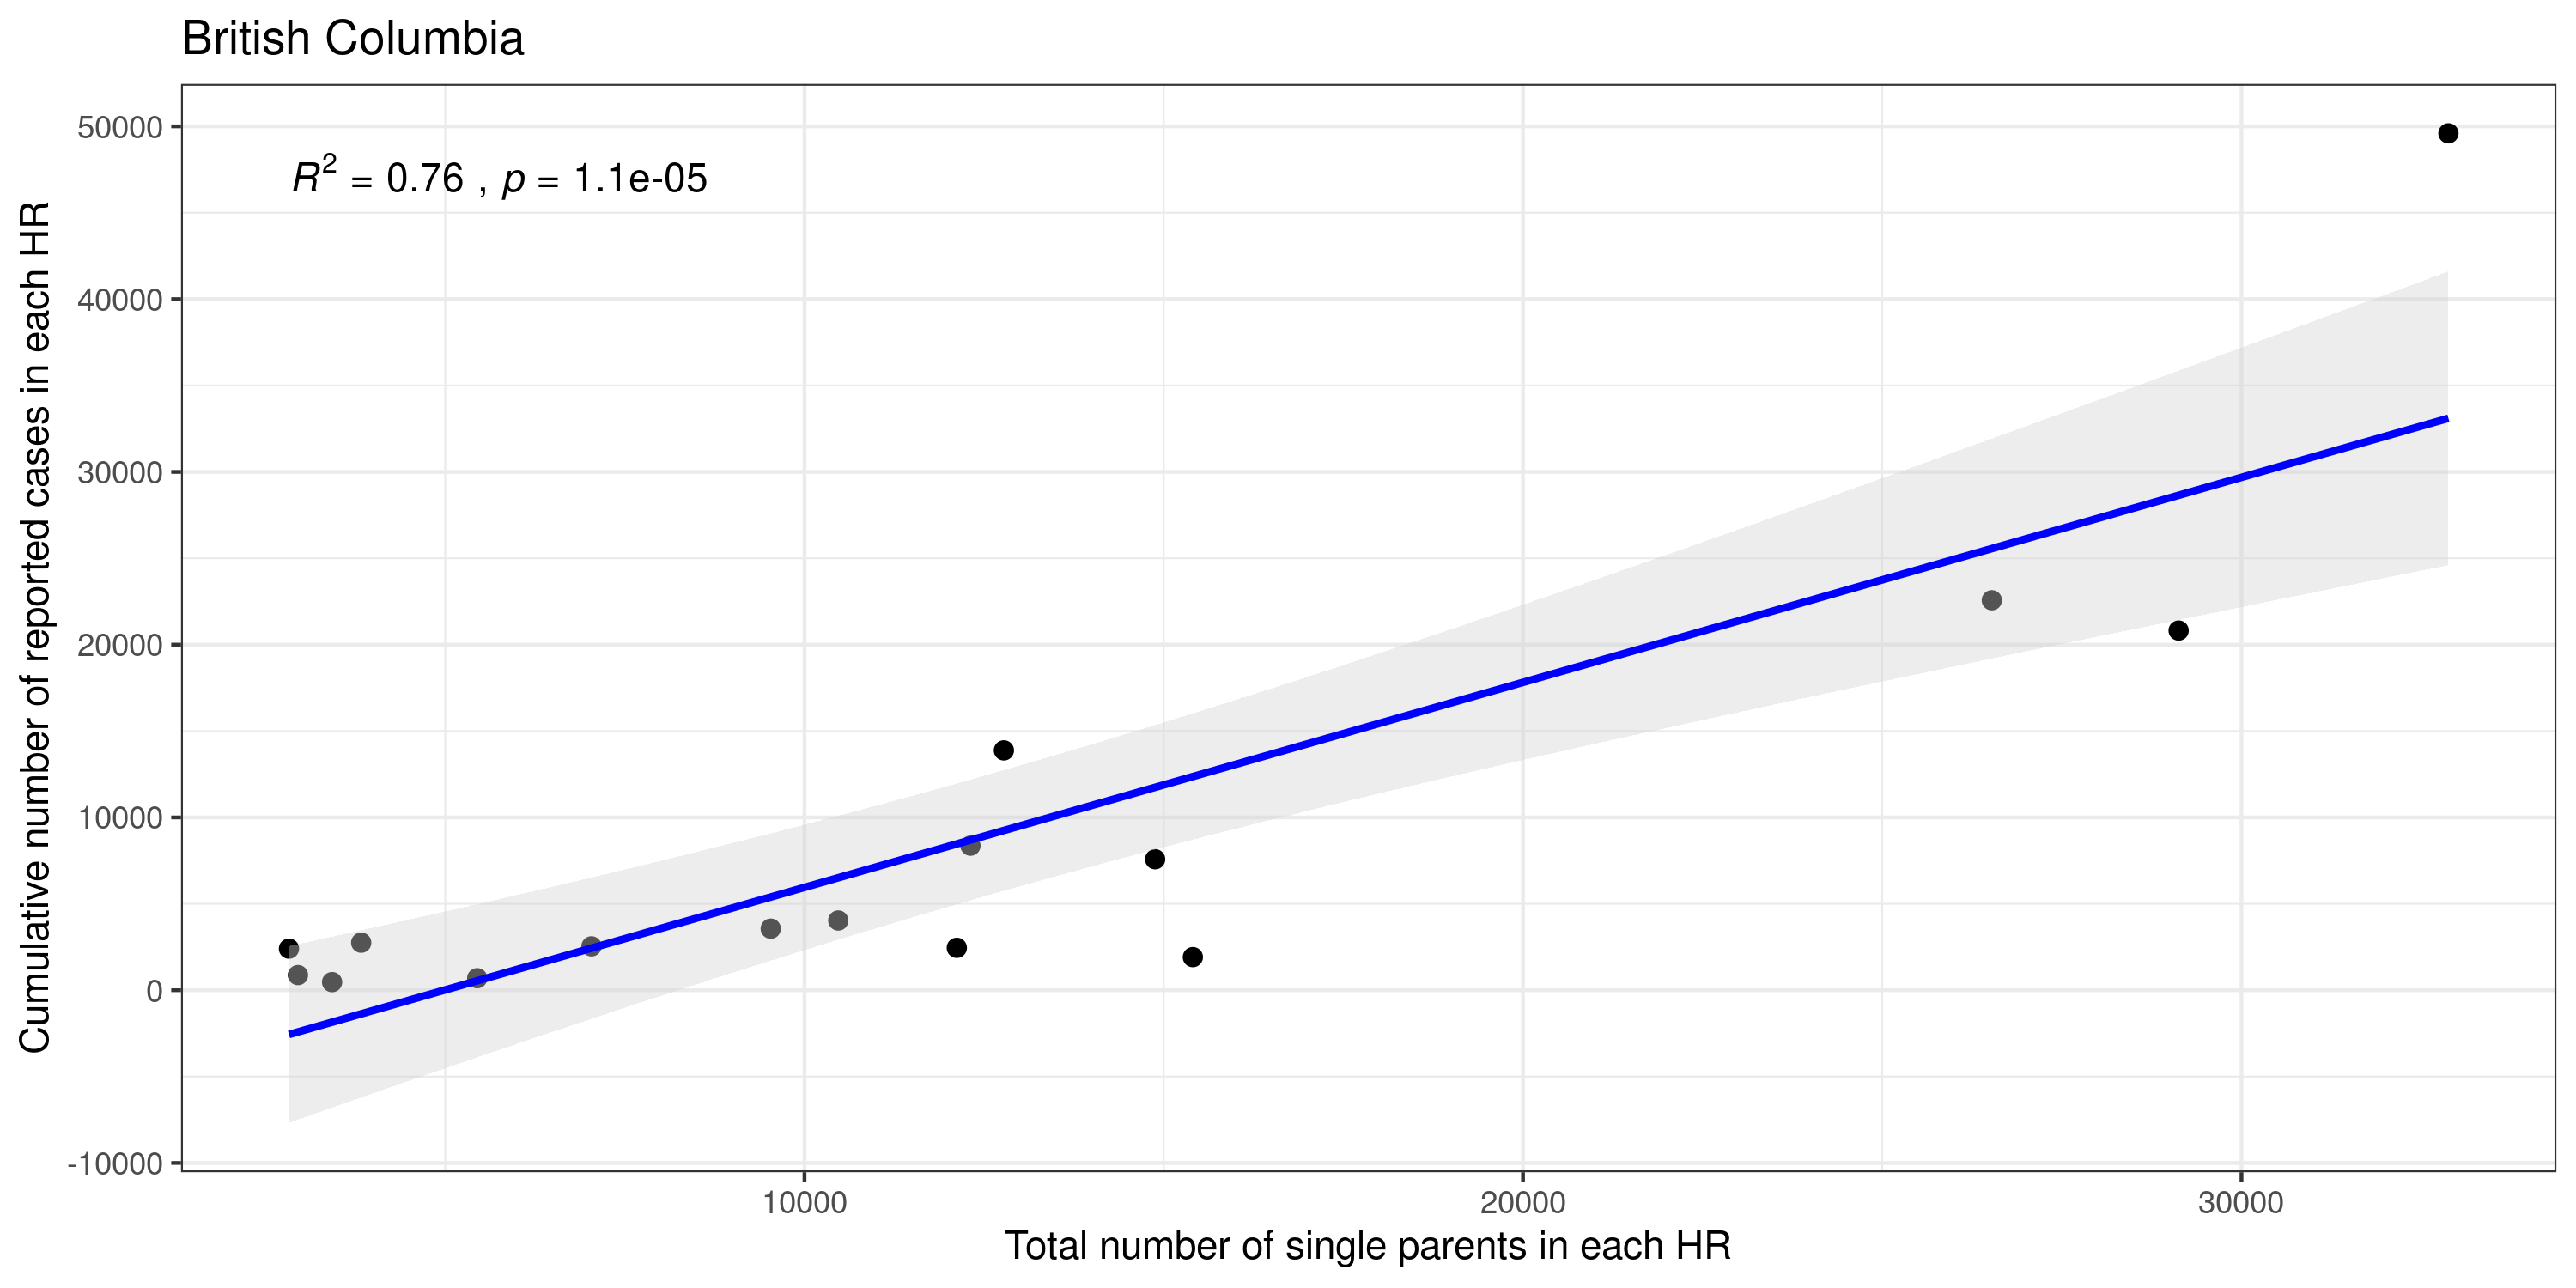 British Columbia
R² = 0.76 , p = 1.1e-05
Cumulative number of reported cases in each HR
50000
40000
30000
20000
10000
0
-10000
10000
20000
30000
Total number of single parents in each HR